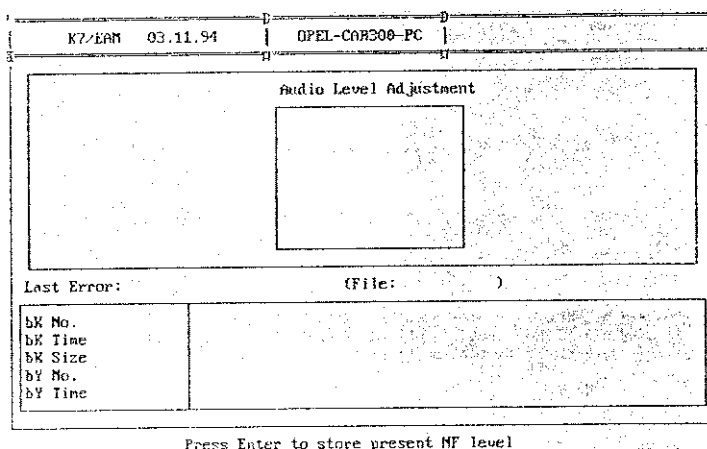 K7/EAM 03.11.94 OPEL-CAR300-PC
Audio Level Adjustment
Last Error: (File: )
bK No.
bK Time
bK Size
bY No.
bY Time
Press Enter to store present NF level